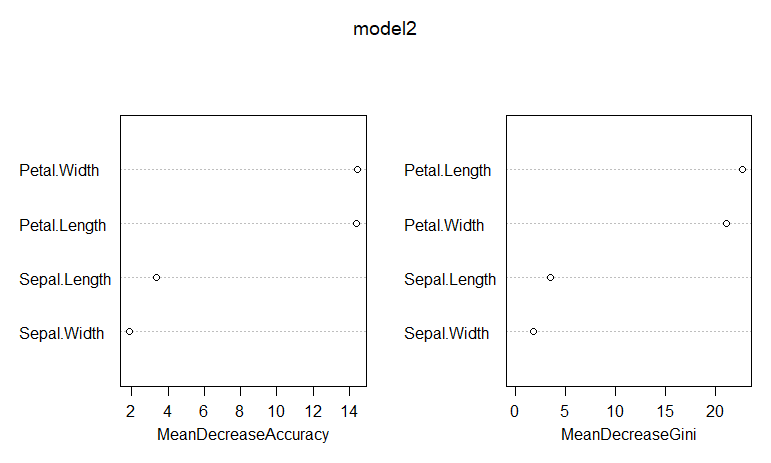 model2
Petal.Width
Petal.Length
Sepal.Length
Sepal.Width
2 4 6 8 10 12 14
MeanDecreaseAccuracy
Petal.Length
Petal.Width
Sepal.Length
Sepal.Width
0 5 10 15 20
MeanDecreaseGini